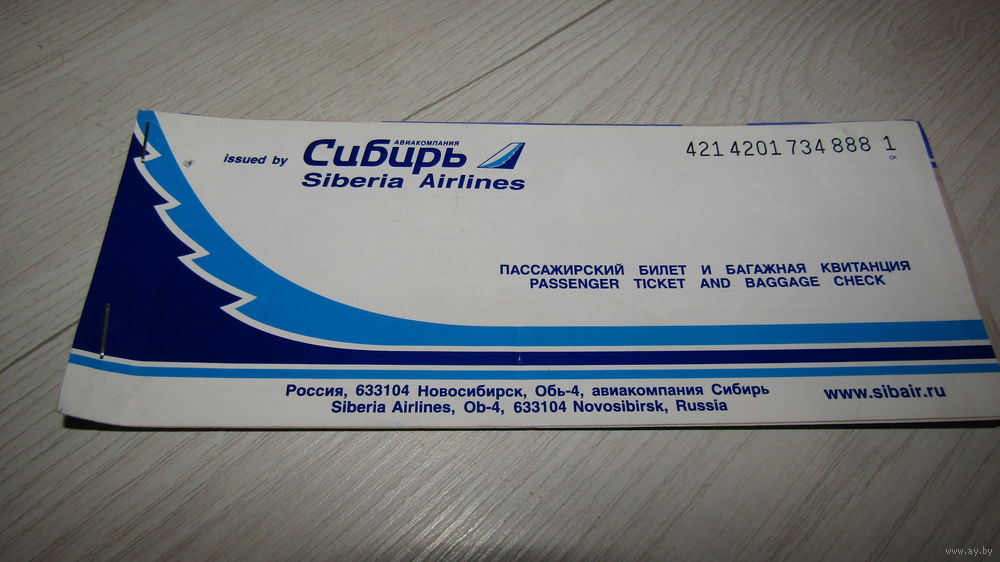 issued by
АВИАКОМПАНИЯ
Сибирь
Siberia Airlines
421 4201 734 888 1
CK
ПАССАЖИРСКИЙ БИЛЕТ И БАГАЖНАЯ КВИТАНЦИЯ
PASSENGER TICKET AND BAGGAGE CHECK
Россия, 633104 Новосибирск, Обь-4, авиакомпания Сибирь
Siberia Airlines, Ob-4, 633104 Novosibirsk, Russia
www.sibair.ru
www.ay.by